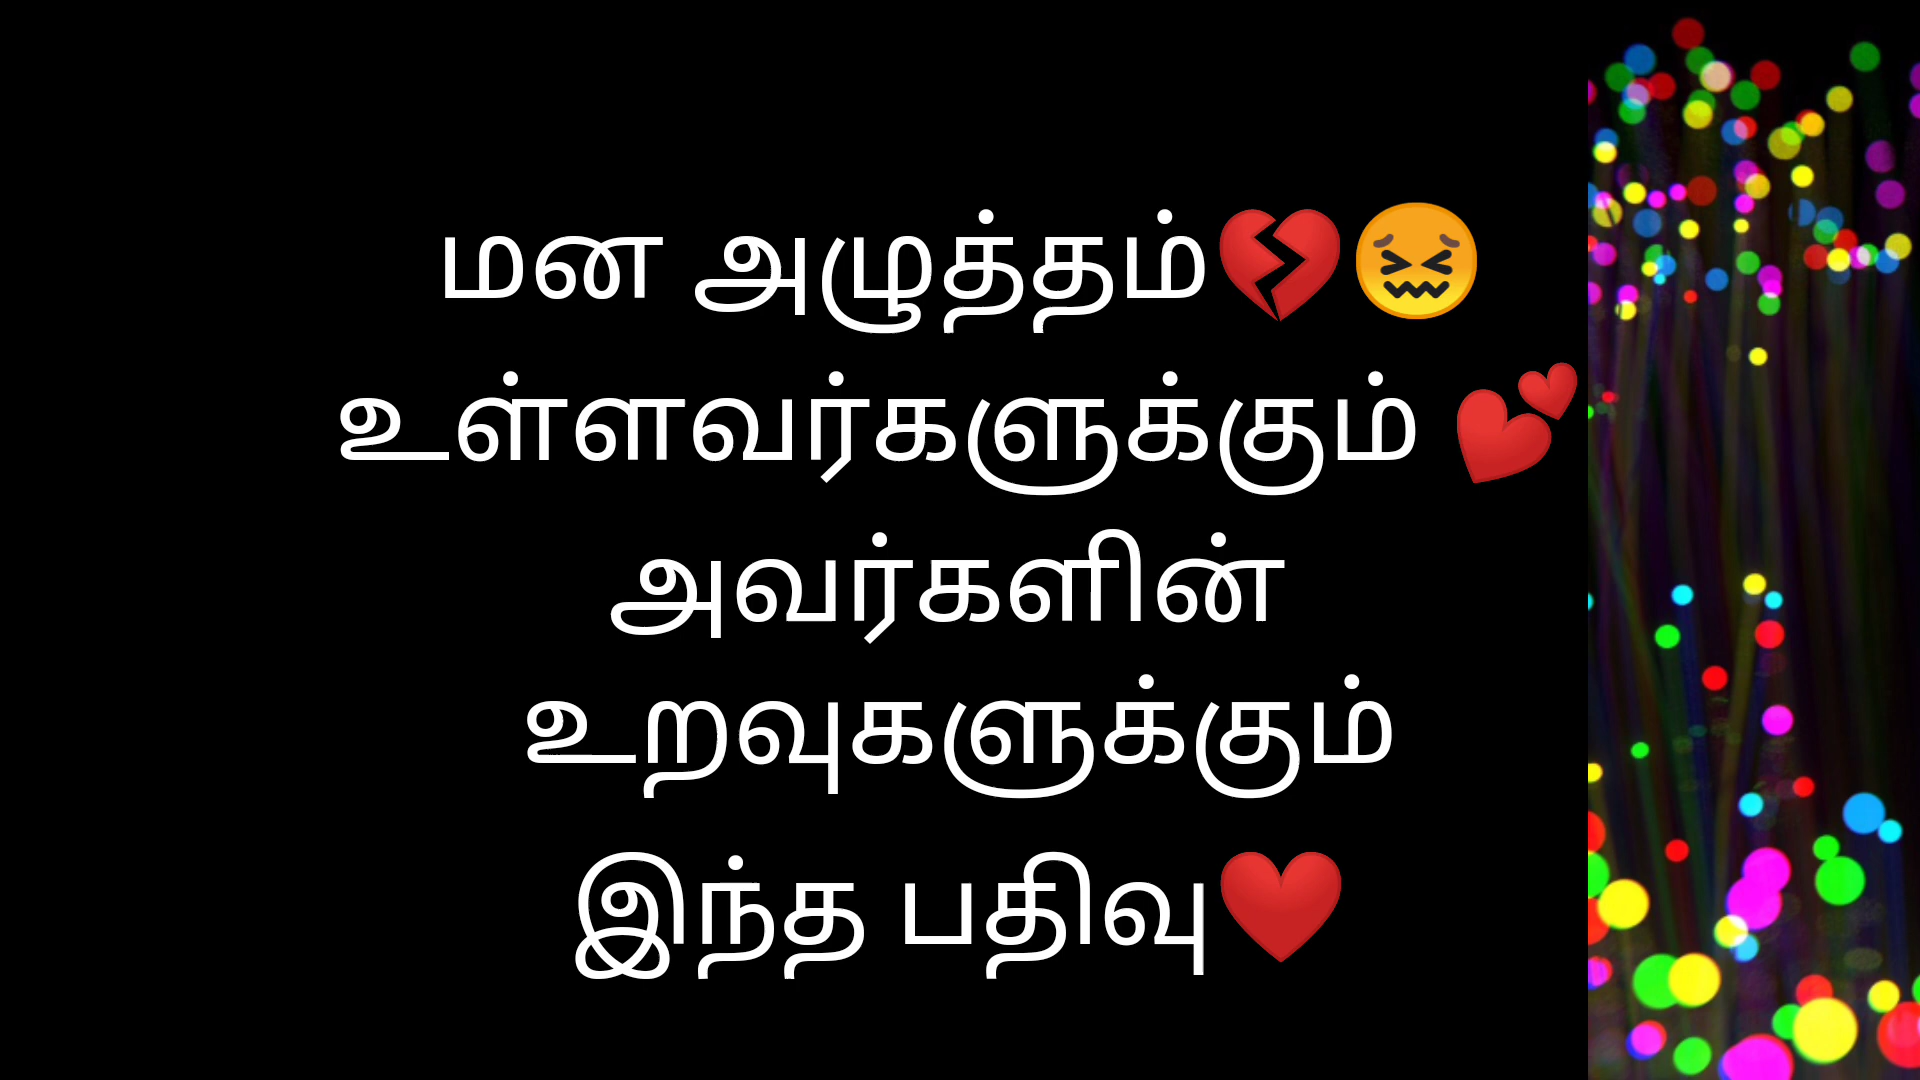 மன அழுத்தம்💔😖
உள்ளவர்களுக்கும் 💕
அவர்களின்
உறவுகளுக்கும்
இந்த பதிவு❤️